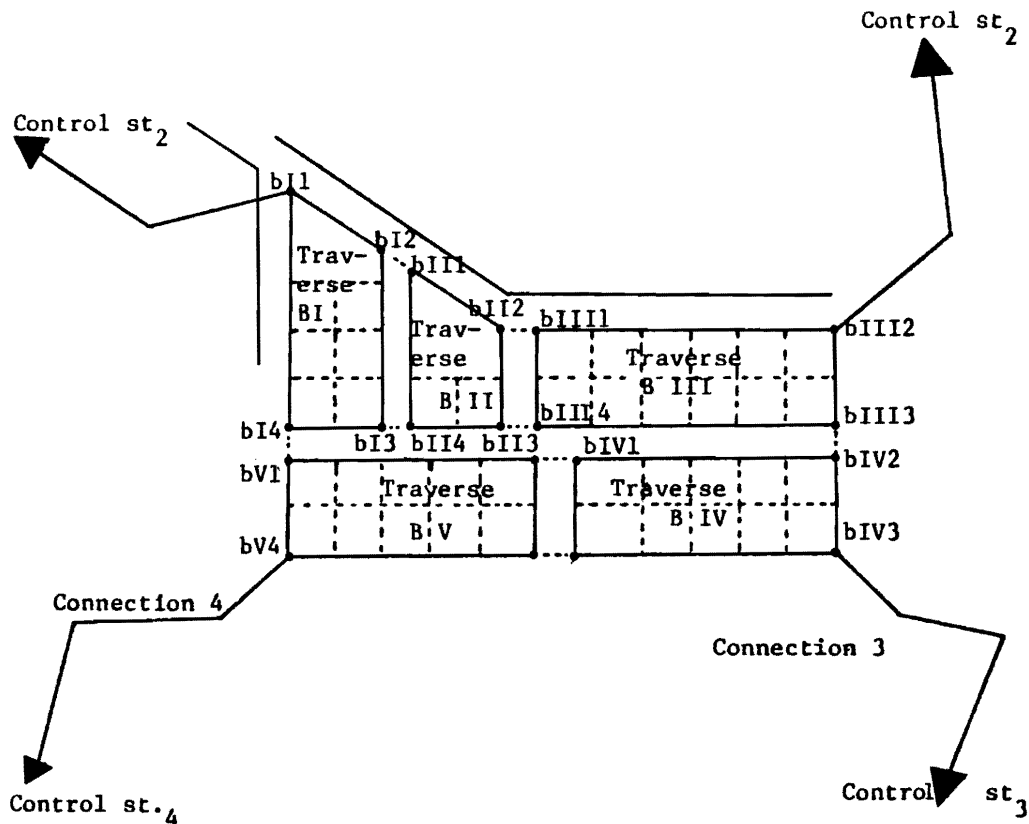 Control st2
Control st2
bI1
bI2
Trav-
erse
BI
bII1
bII2
Trav-
erse
B II
bIII1
bIII2
Traverse
B III
bIII4
bIII3
bI4
bI3
bII4
bII3
bIV1
bIV2
bV1
Traverse
B V
Traverse
B IV
bV4
bIV3
Connection 4
Connection 3
Control st.4
Control st3